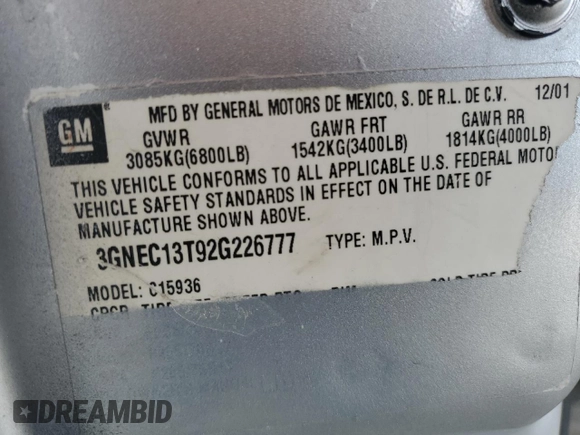 GM
MFD BY GENERAL MOTORS DE MEXICO, S. DE R.L. DE C.V. 12/01
GVWR GAWR FRT GAWR RR
3085KG(6800LB) 1542KG(3400LB) 1814KG(4000LB)
THIS VEHICLE CONFORMS TO ALL APPLICABLE U.S. FEDERAL MOTO
VEHICLE SAFETY STANDARDS IN EFFECT ON THE DATE OF
MANUFACTURE SHOWN ABOVE.
3GNEC13T92G226777 TYPE: M.P.V.
MODEL: C15936
DREAMBID